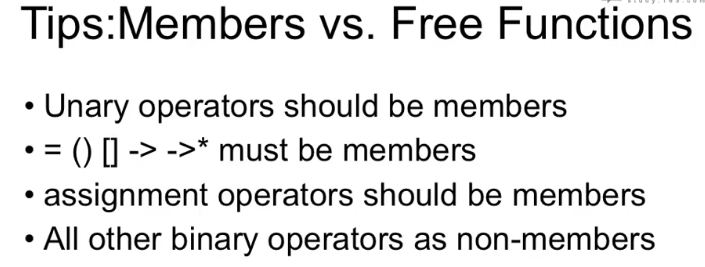 Tips:Members vs. Free Functions
• Unary operators should be members
• = () [] -> ->* must be members
• assignment operators should be members
• All other binary operators as non-members